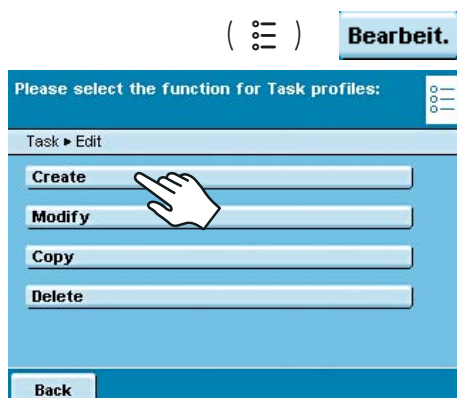 Bearbeit.
Please select the function for Task profiles:
Task ▸ Edit
Create
Modify
Copy
Delete
Back